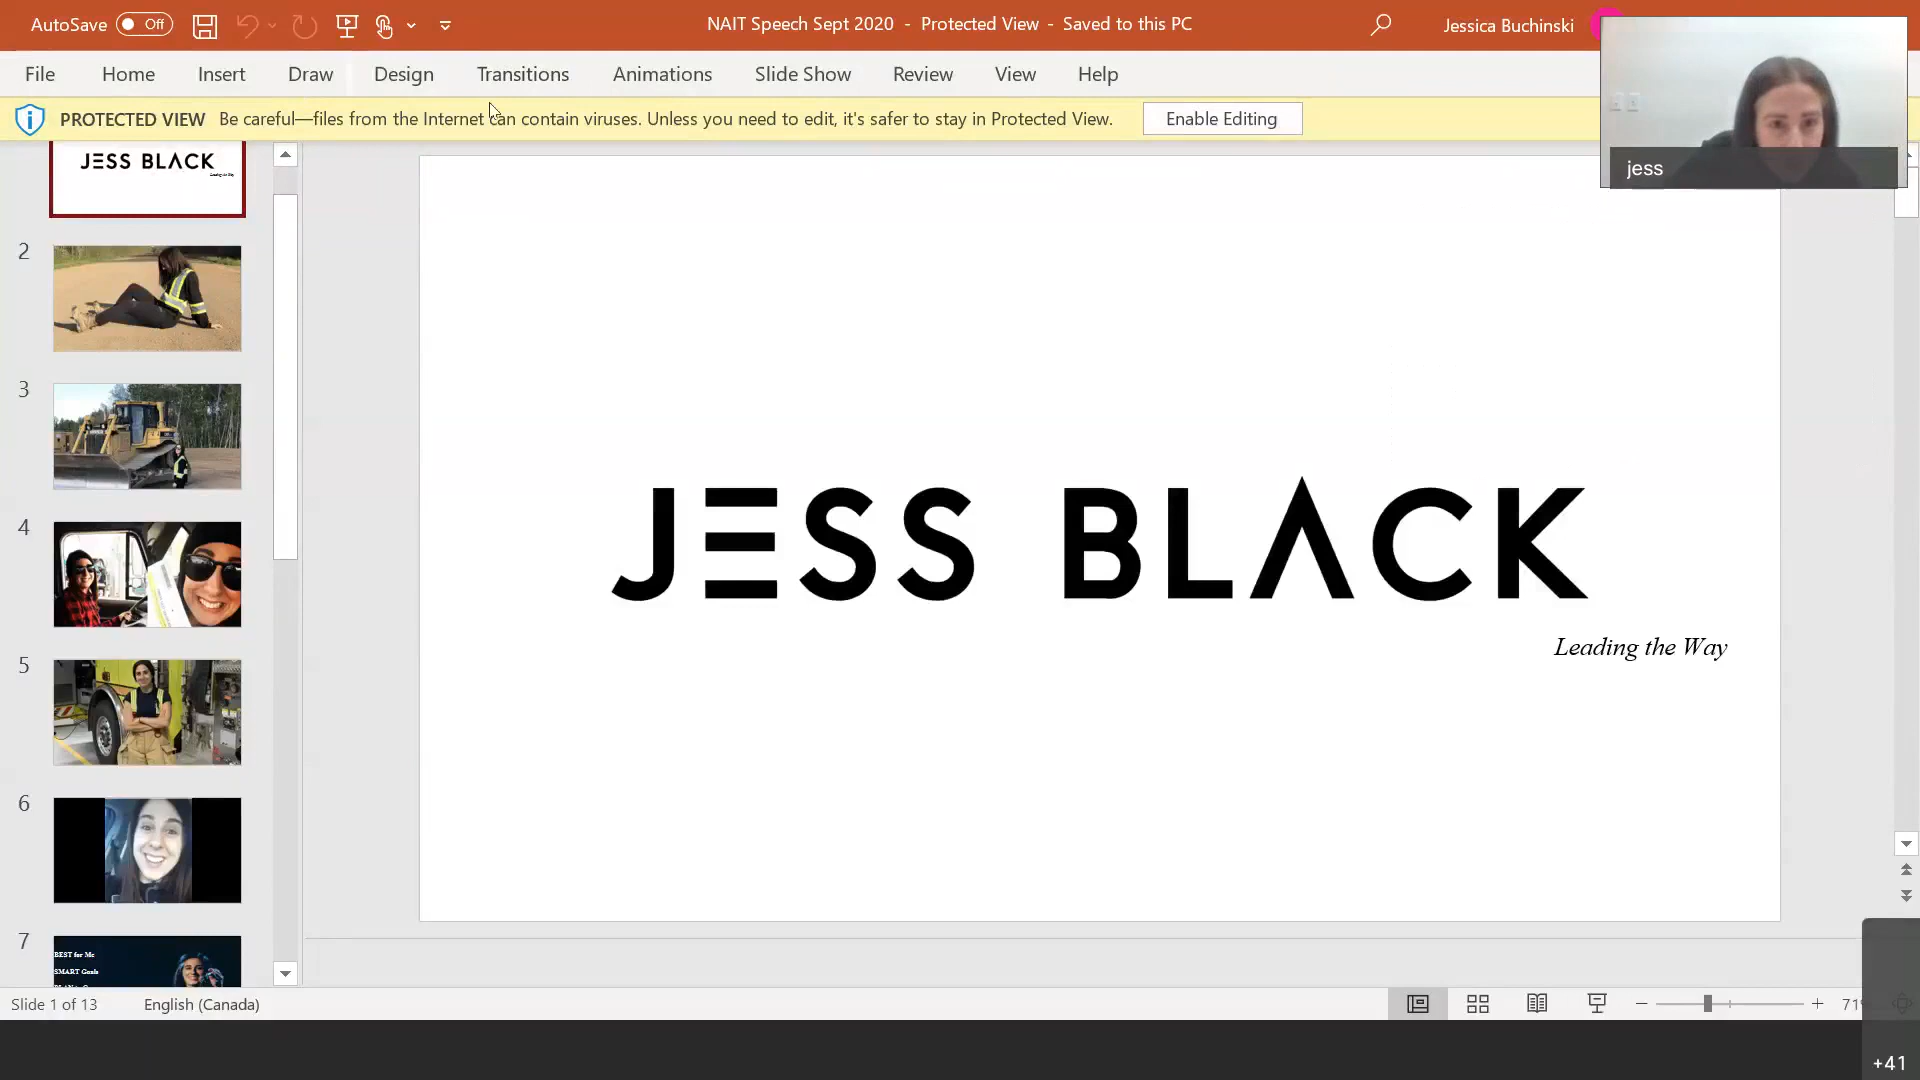 AutoSave Off
NAIT Speech Sept 2020 - Protected View - Saved to this PC
Jessica Buchinski
File Home Insert Draw Design Transitions Animations Slide Show Review View Help
PROTECTED VIEW Be careful—files from the Internet can contain viruses. Unless you need to edit, it's safer to stay in Protected View. Enable Editing
jess
JESS BLACK
Leading the Way
2
3
4
5
6
7
BEST for Me
SMART Goals
JESS BLACK
Leading the Way
Slide 1 of 13 English (Canada)
71
+41